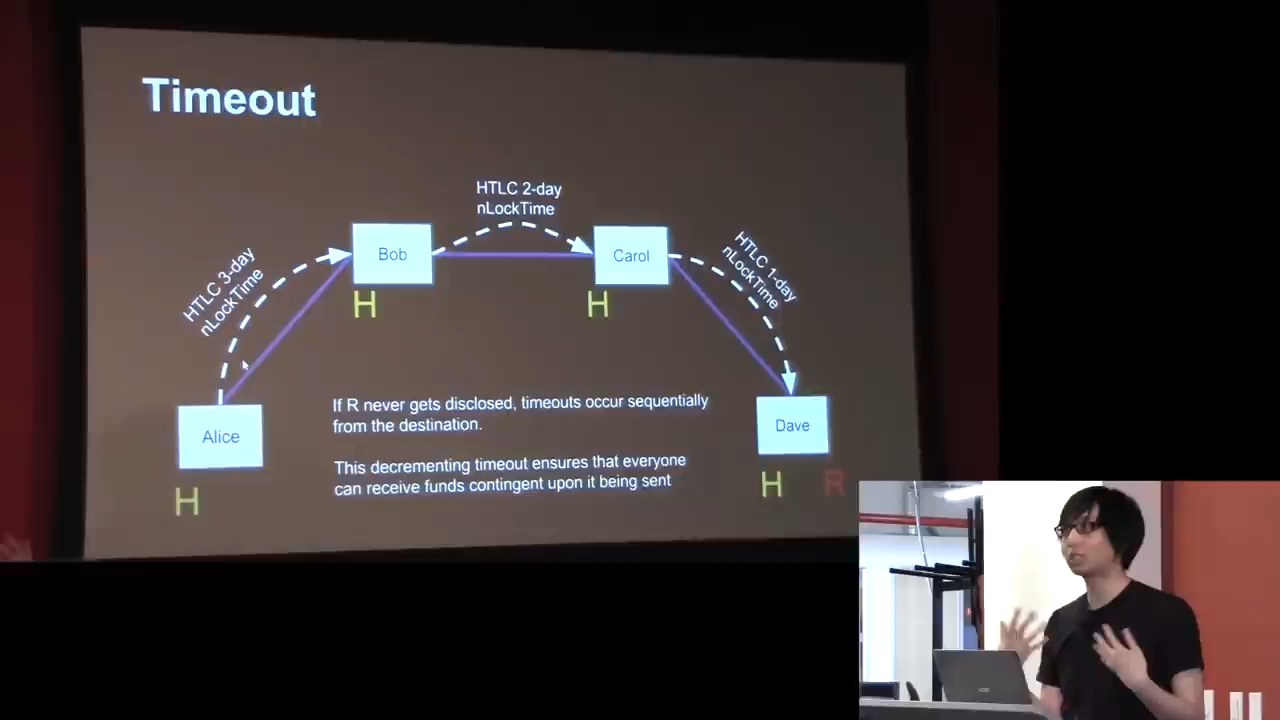 Timeout
HTLC 2-day
nLockTime
Bob
Carol
HTLC 3-day
nLockTime
HTLC 1-day
nLockTime
H
H
If R never gets disclosed, timeouts occur sequentially
from the destination.
Alice
Dave
This decrementing timeout ensures that everyone
can receive funds contingent upon it being sent
H
H
R